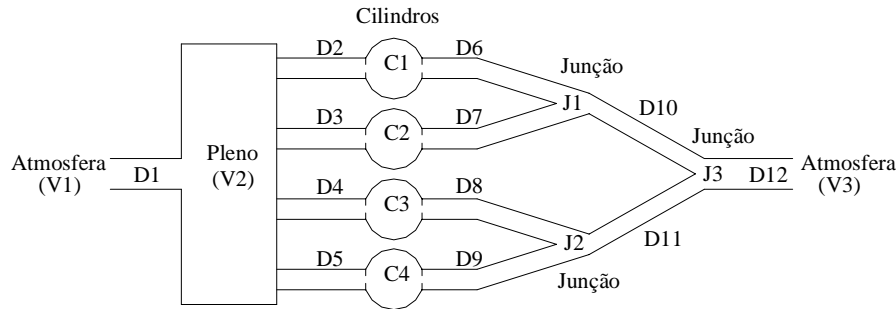 Cilindros
D2
D6
C1
Junção
D3
D7
J1
D10
C2
Junção
Atmosfera
(V1)
D1
Pleno
(V2)
D4
D8
J3
D12
Atmosfera
(V3)
C3
J2
D11
D5
D9
C4
Junção